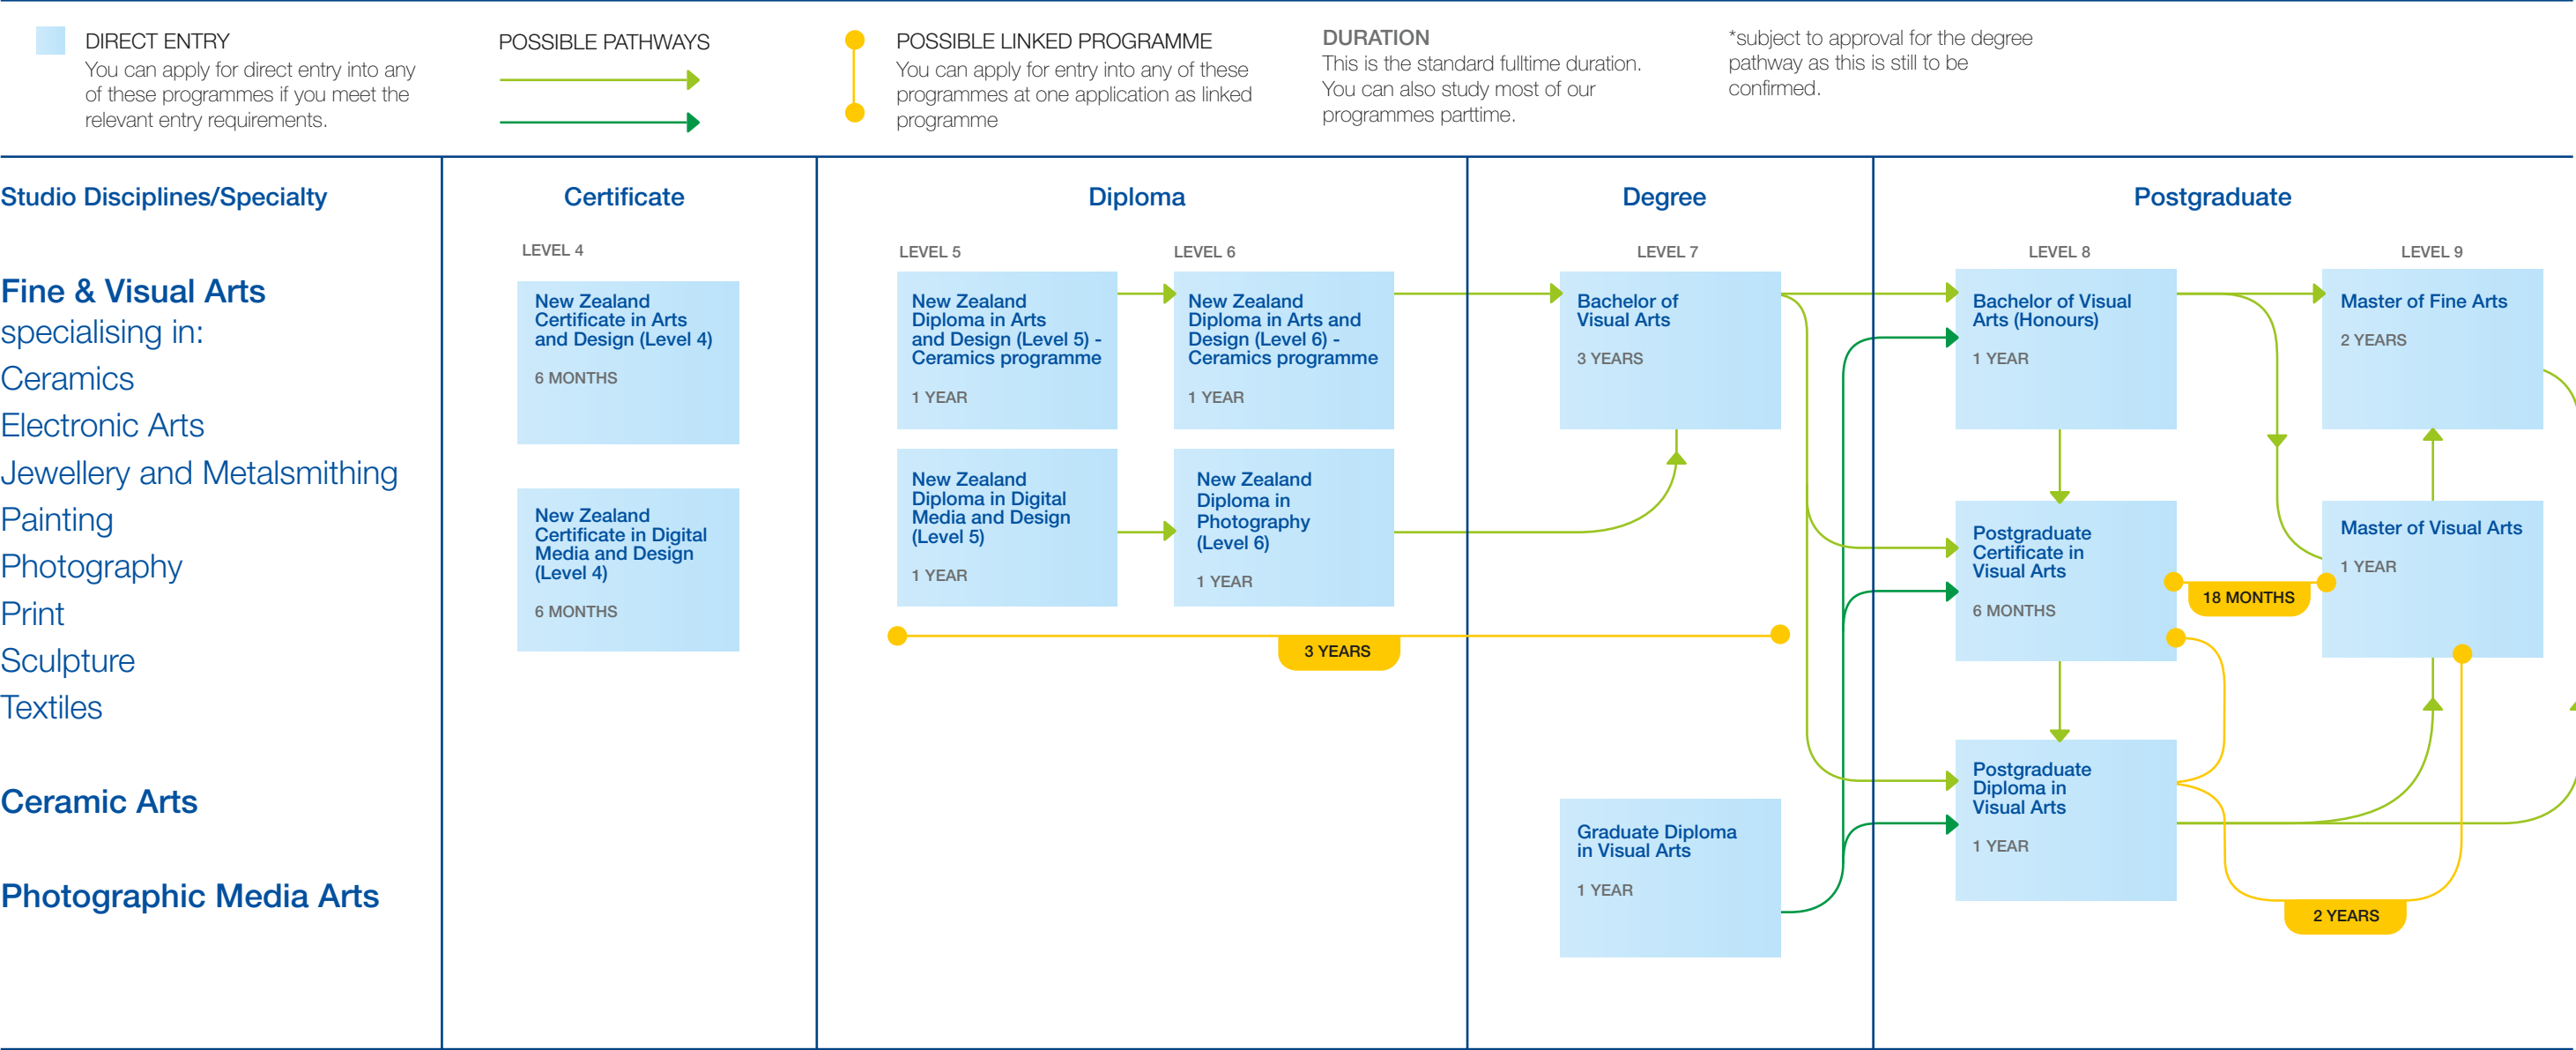 DIRECT ENTRY
You can apply for direct entry into any
of these programmes if you meet the
relevant entry requirements.
POSSIBLE PATHWAYS
POSSIBLE LINKED PROGRAMME
You can apply for entry into any of these
programmes at one application as linked
programme
DURATION
This is the standard fulltime duration.
You can also study most of our
programmes parttime.
*subject to approval for the degree
pathway as this is still to be
confirmed.
Studio Disciplines/Specialty
Fine & Visual Arts
specialising in:
Ceramics
Electronic Arts
Jewellery and Metalsmithing
Painting
Photography
Print
Sculpture
Textiles
Ceramic Arts
Photographic Media Arts
Certificate
LEVEL 4
New Zealand
Certificate in Arts
and Design (Level 4)
6 MONTHS
New Zealand
Certificate in Digital
Media and Design
(Level 4)
6 MONTHS
Diploma
LEVEL 5
New Zealand
Diploma in Arts
and Design (Level 5) -
Ceramics programme
1 YEAR
New Zealand
Diploma in Digital
Media and Design
(Level 5)
1 YEAR
LEVEL 6
New Zealand
Diploma in Arts and
Design (Level 6) -
Ceramics programme
1 YEAR
New Zealand
Diploma in
Photography
(Level 6)
1 YEAR
3 YEARS
Degree
LEVEL 7
Bachelor of
Visual Arts
3 YEARS
Graduate Diploma
in Visual Arts
1 YEAR
Postgraduate
LEVEL 8
Bachelor of Visual
Arts (Honours)
1 YEAR
Postgraduate
Certificate in
Visual Arts
6 MONTHS
Postgraduate
Diploma in
Visual Arts
1 YEAR
LEVEL 9
Master of Fine Arts
2 YEARS
Master of Visual Arts
1 YEAR
18 MONTHS
2 YEARS